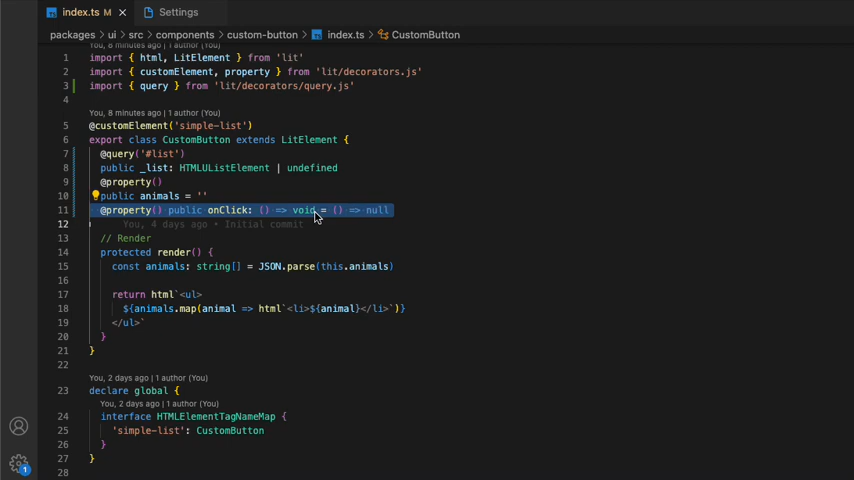 index.ts M ×
Settings
packages > ui > src > components > custom-button > index.ts > CustomButton
You, 8 minutes ago | 1 author (You)
1 import { html, LitElement } from 'lit'
2 import { customElement, property } from 'lit/decorators.js'
3 import { query } from 'lit/decorators/query.js'
4
You, 8 minutes ago | 1 author (You)
5 @customElement('simple-list')
6 export class CustomButton extends LitElement {
7 @query('#list')
8 public _list: HTMLUListElement | undefined
9 @property()
10 public animals = ''
11 @property() public onClick: () => void = () => null
12 You, 4 days ago • Initial commit
13 // Render
14 protected render() {
15 const animals: string[] = JSON.parse(this.animals)
16
17 return html`<ul>
18 ${animals.map(animal => html`<li>${animal}</li>`)}
19 </ul>`
20 }
21 }
22
You, 2 days ago | 1 author (You)
23 declare global {
You, 2 days ago | 1 author (You)
24 interface HTMLElementTagNameMap {
25 'simple-list': CustomButton
26 }
27 }
28
1